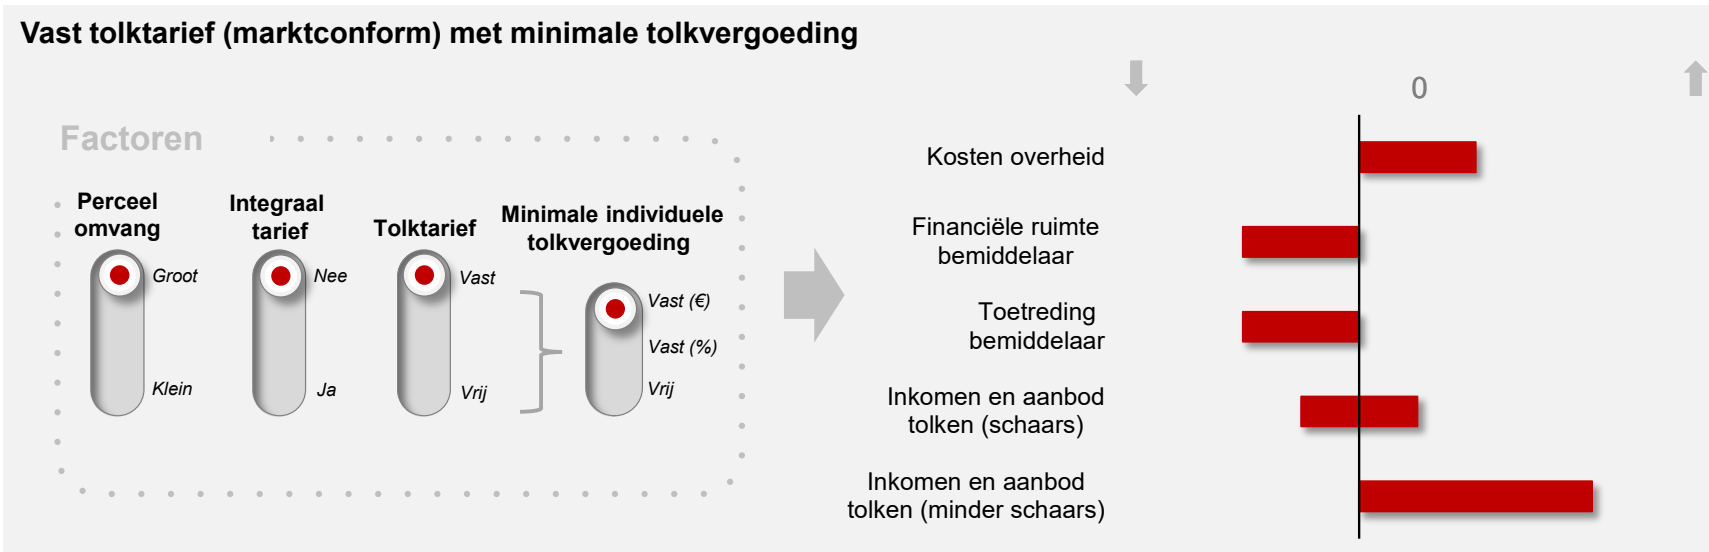 Vast tolktarief (marktconform) met minimale tolkvergoeding
Factoren
Perceel
omvang
Groot
Klein
Integraal
tarief
Nee
Ja
Tolktarief
Vast
Vrij
Minimale individuele
tolkvergoeding
Vast (€)
Vast (%)
Vrij
0
Kosten overheid
Financiële ruimte
bemiddelaar
Toetreding
bemiddelaar
Inkomen en aanbod
tolken (schaars)
Inkomen en aanbod
tolken (minder schaars)